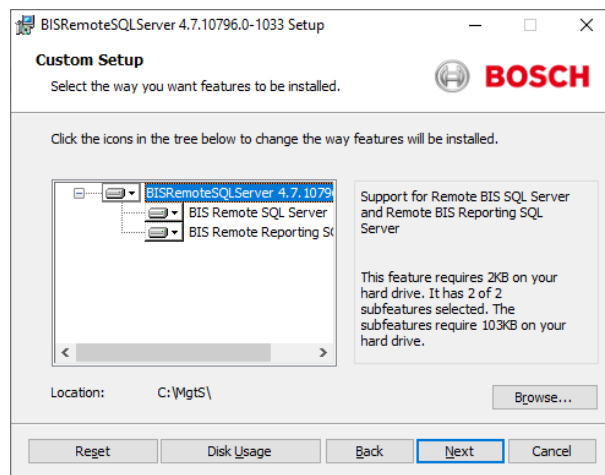 BISRemoteSQLServer 4.7.10796.0-1033 Setup
Custom Setup
Select the way you want features to be installed.
BOSCH
Click the icons in the tree below to change the way features will be installed.
BISRemoteSQLServer 4.7.1079
BIS Remote SQL Server
BIS Remote Reporting S
Support for Remote BIS SQL Server
and Remote BIS Reporting SQL
Server
This feature requires 2KB on your
hard drive. It has 2 of 2
subfeatures selected. The
subfeatures require 103KB on your
hard drive.
Location: C:\MgtS\
Browse...
Reset Disk Usage Back Next Cancel